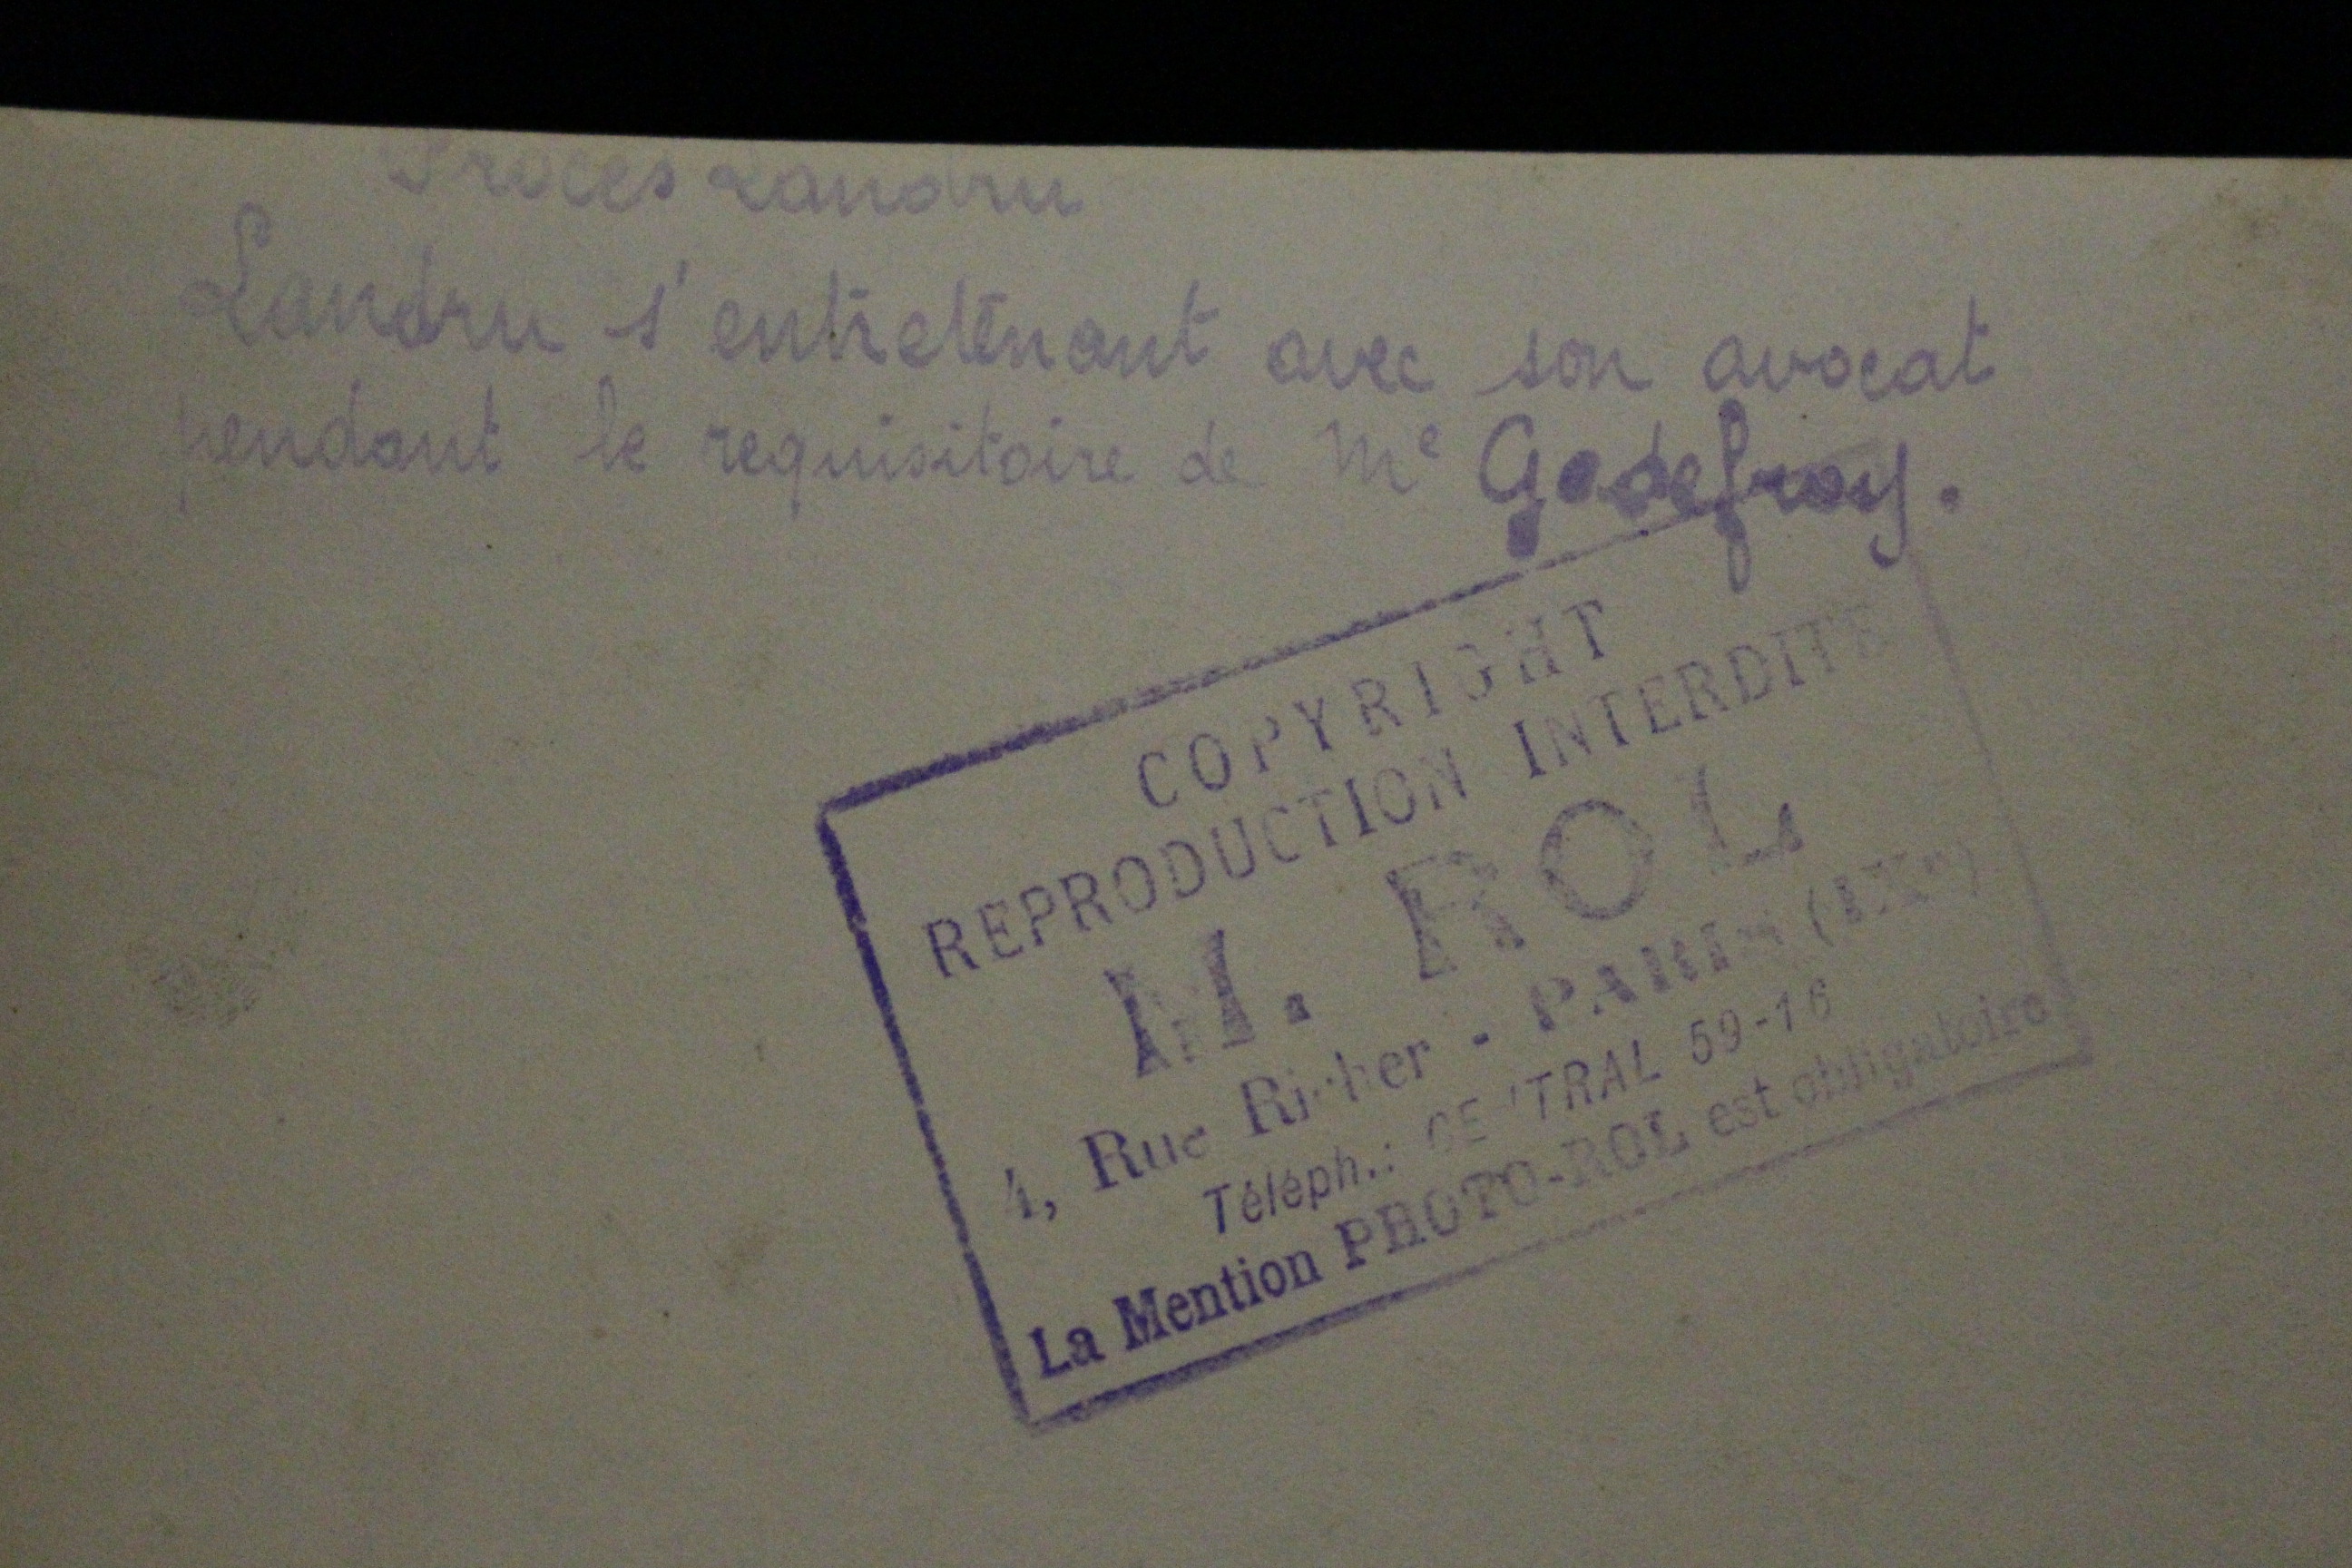 Procès Landru
Landru s'entretenant avec son avocat
pendant le requisitoire de Me Godefroy.
COPYRIGHT
REPRODUCTION INTERDITE
M. ROL
4, Rue Richer - PARIS (IXe)
Téléph.: CENTRAL 59-16
La Mention PHOTO-ROL est obligatoire